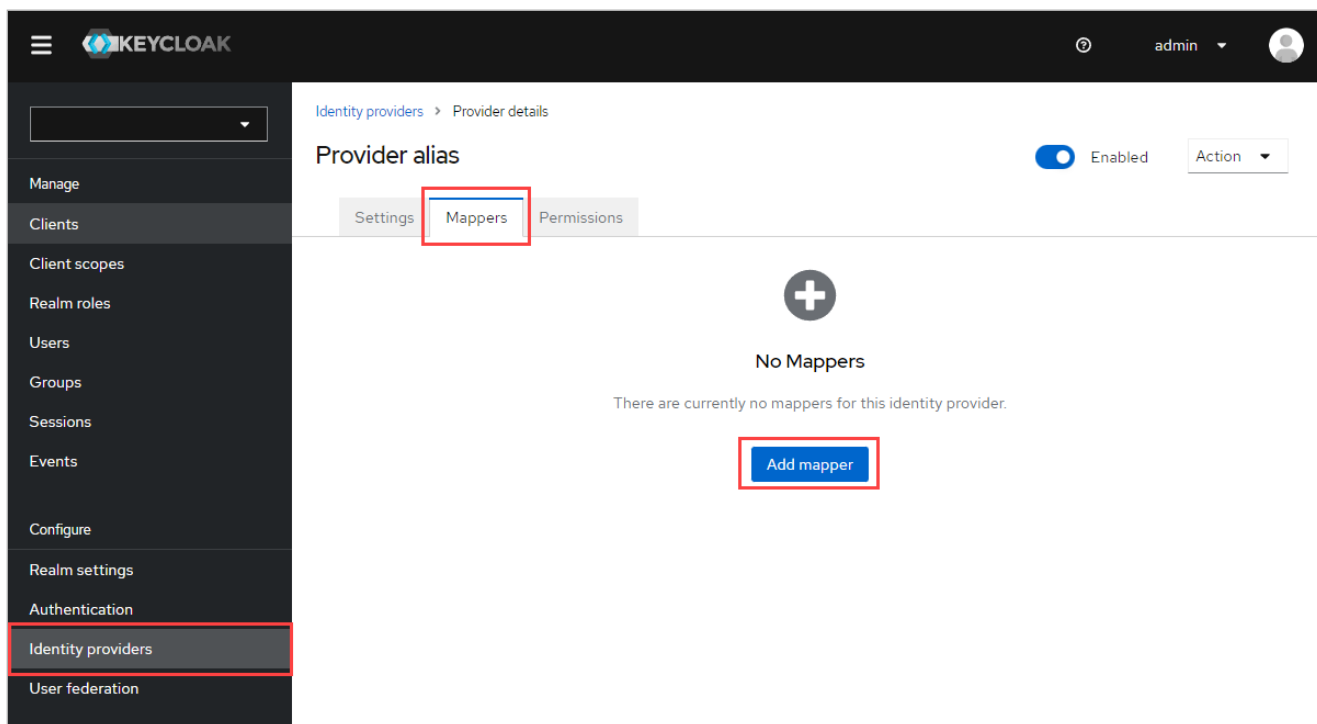 KEYCLOAK
admin
Identity providers > Provider details
Provider alias
Enabled
Action
Manage
Settings
Mappers
Permissions
Clients
Client scopes
Realm roles
Users
Groups
Sessions
Events
No Mappers
There are currently no mappers for this identity provider.
Add mapper
Configure
Realm settings
Authentication
Identity providers
User federation